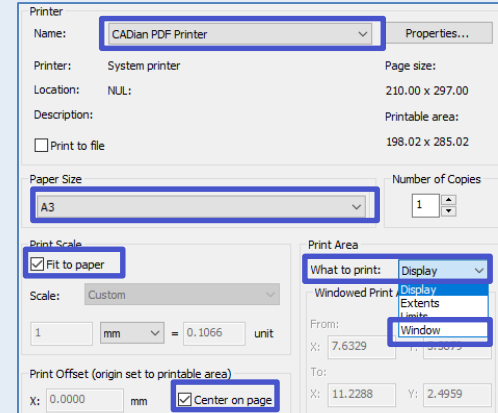 Printer
Name: CADian PDF Printer Properties...
Printer: System printer Page size:
Location: NUL: 210.00 x 297.00
Description: Printable area:
Print to file 198.02 x 285.02
Paper Size Number of Copies
A3 1
Print Scale Print Area
Fit to paper What to print: Display
Scale: Custom Windowed Print Display
Extents
1 mm = 0.1066 unit From: Limits
Window
X: 7.6329 Y:
Print Offset (origin set to printable area) To:
X: 0.0000 mm Center on page X: 11.2288 Y: 2.4959